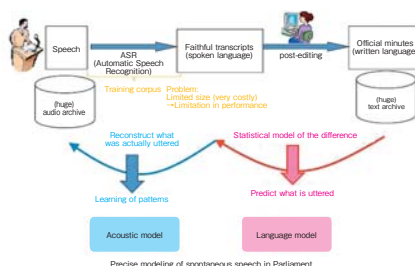 Speech
ASR
(Automatic Speech
Recognition)
Faithful transcripts
(spoken language)
post-editing
Official minutes
(written language)
Training corpus
Problem:
Limited size (very costly)
→Limitation in performance
(huge)
audio archive
(huge)
text archive
Reconstruct what
was actually uttered
Statistical model of the difference
Learning of patterns
Predict what is uttered
Acoustic model
Language model
Precise modeling of spontaneous speech in Parliament